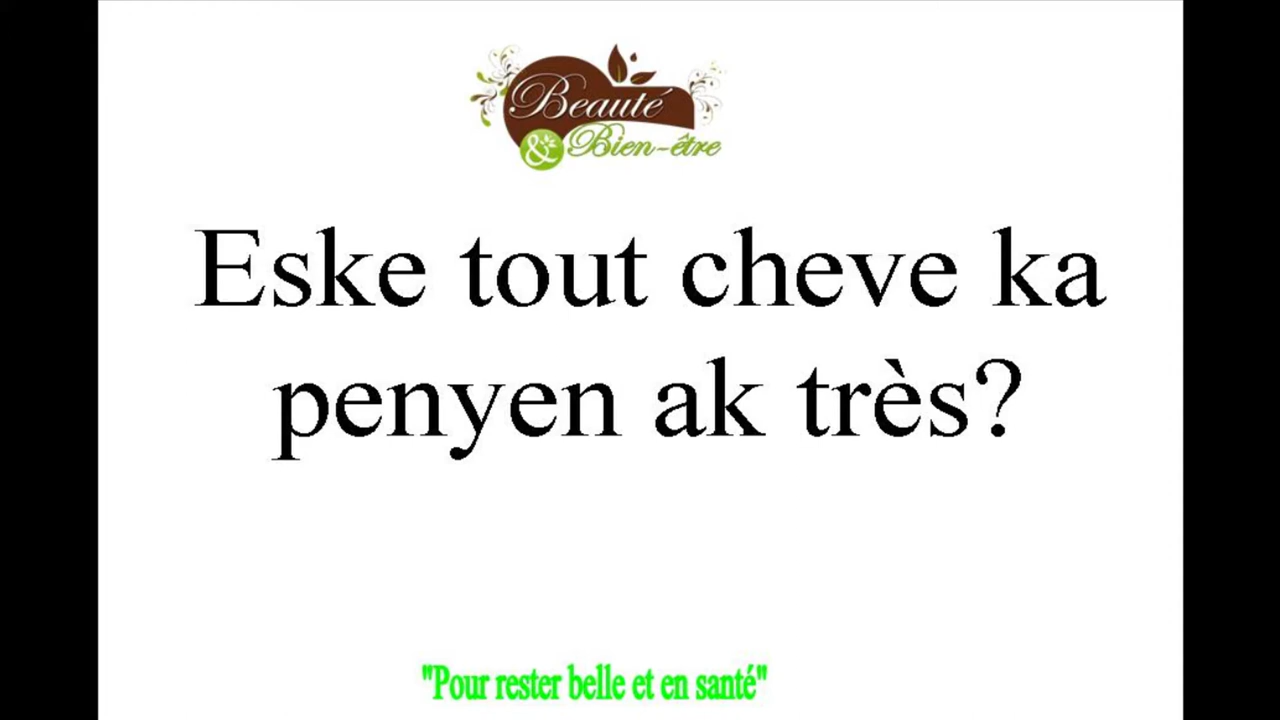 Beauté
& Bien-être
Eske tout cheve ka
penyen ak très?
"Pour rester belle et en santé"